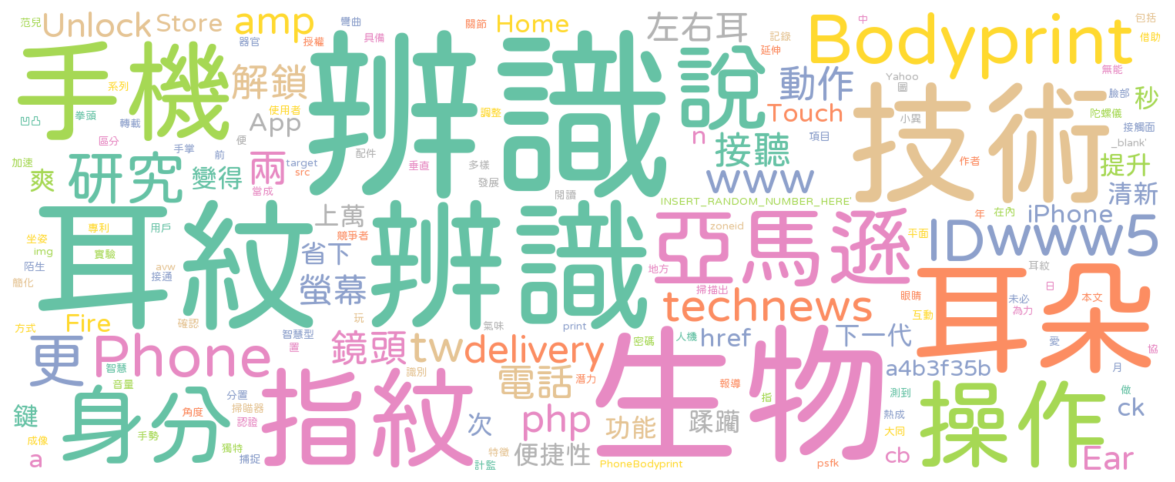 范兒 Unlock Store amp 彎曲 關節 Home 左右耳 Bodyprint 中 包括 借助
器官 授權 具備 記錄 延伸 無能
手機 解鎖 辨識 說 動作 Yahoo 圖 技術 臉部 秒
系列 使用者 調整 Touch 小異 陀螺儀
凹凸 拳頭 轉載 App n 接聽 項目 接觸面
區分 便 _blank'
加速 研究 手掌 前 兩 target 配件 垂直 多樣 www 作者 提升
爽 變得 src 當成 發展 閱讀 INSERT_RANDOM_NUMBER_HERE' 清新
耳紋辨識 上萬 亞馬遜 zoneid 年 在內 iPhone
坐姿 專利 用戶 競爭者 平面 IDwww5
img 實驗 省下 地方 耳紋
陌生 avw 接通 螢幕 掃描出 眼睛 耳朵 日 本文 未必
簡化 玩 technews 互動 為力
方式 Fire 確認 智慧型 氣味 print 密碼 人機 href 下一代 愛
更 Phone 置 鏡頭 tw delivery 生物 協
智慧 識別 電話 潛力 報導 a4b3f35b 月
音量 身分 分置 指紋 php 指 測到 操作 做
鍵 角度 掃瞄器 次 功能 蹂躪 熟成 ck
成像 手勢 認證 大同
a 獨特 捕捉 特徵 計監 便捷性 PhoneBodyprint psfk cb Ear